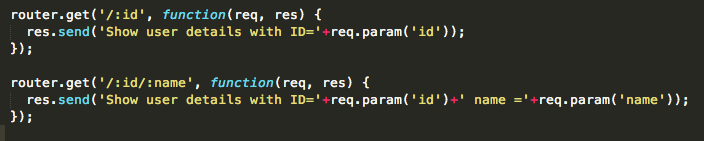 router.get('/:id', function(req, res) {
  res.send('Show user details with ID='+req.param('id'));
});

router.get('/:id/:name', function(req, res) {
  res.send('Show user details with ID='+req.param('id')+' name ='+req.param('name'));
});